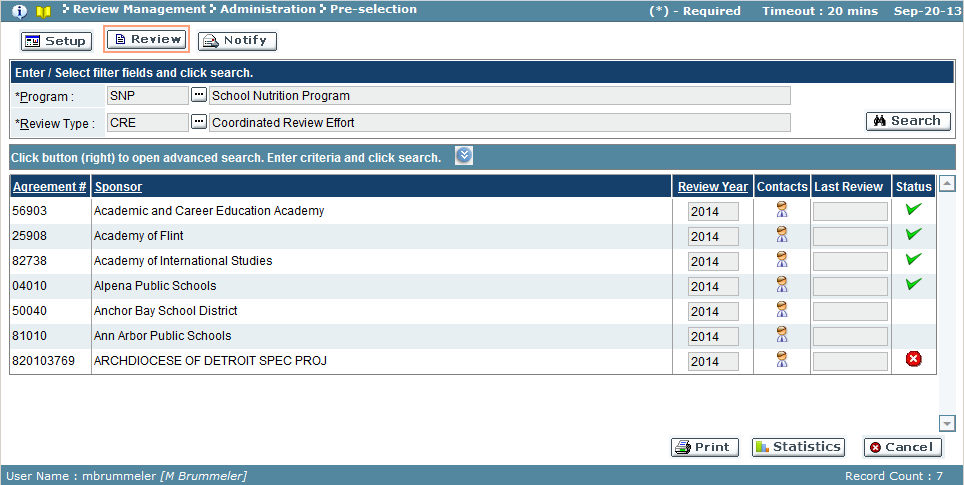 Review Management Administration Pre-selection (*) - Required Timeout : 20 mins Sep-20-13
Setup Review Notify
Enter / Select filter fields and click search.
*Program : SNP ... School Nutrition Program
*Review Type : CRE ... Coordinated Review Effort Search
Click button (right) to open advanced search. Enter criteria and click search.
Agreement # Sponsor Review Year Contacts Last Review Status
56903 Academic and Career Education Academy 2014
25908 Academy of Flint 2014
82738 Academy of International Studies 2014
04010 Alpena Public Schools 2014
50040 Anchor Bay School District 2014
81010 Ann Arbor Public Schools 2014
820103769 ARCHDIOCESE OF DETROIT SPEC PROJ 2014
Print Statistics Cancel
User Name : mbrummeler [M Brummeler] Record Count : 7